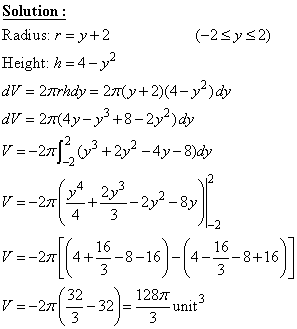 Solution :
Radius: r = y + 2 (−2 ≤ y ≤ 2)
Height: h = 4 − y²
dV = 2πrhdy = 2π(y + 2)(4 − y²)dy
dV = 2π(4y − y³ + 8 − 2y²)dy
V = −2π∫₋₂² (y³ + 2y² − 4y − 8)dy
V = −2π(y⁴/4 + 2y³/3 − 2y² − 8y)|₋₂²
V = −2π[(4 + 16/3 − 8 − 16) − (4 − 16/3 − 8 + 16)]
V = −2π(32/3 − 32) = 128π/3 unit³